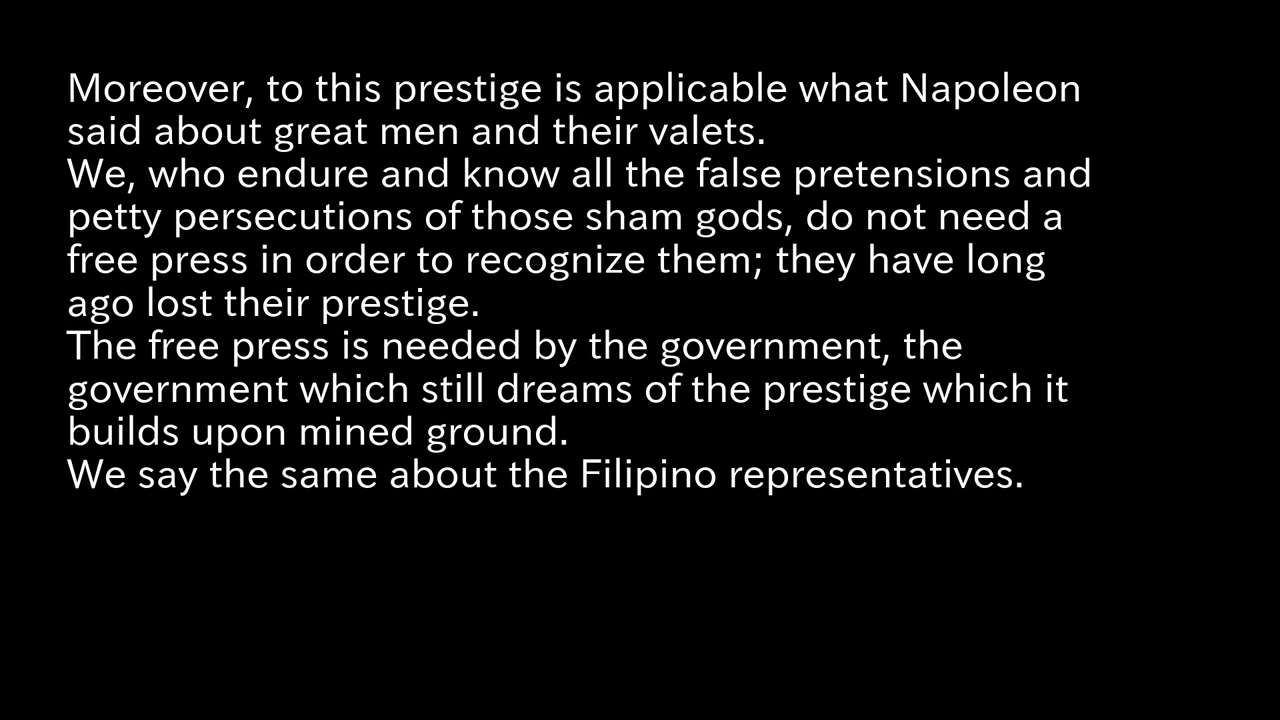 Moreover, to this prestige is applicable what Napoleon
said about great men and their valets.
We, who endure and know all the false pretensions and
petty persecutions of those sham gods, do not need a
free press in order to recognize them; they have long
ago lost their prestige.
The free press is needed by the government, the
government which still dreams of the prestige which it
builds upon mined ground.
We say the same about the Filipino representatives.